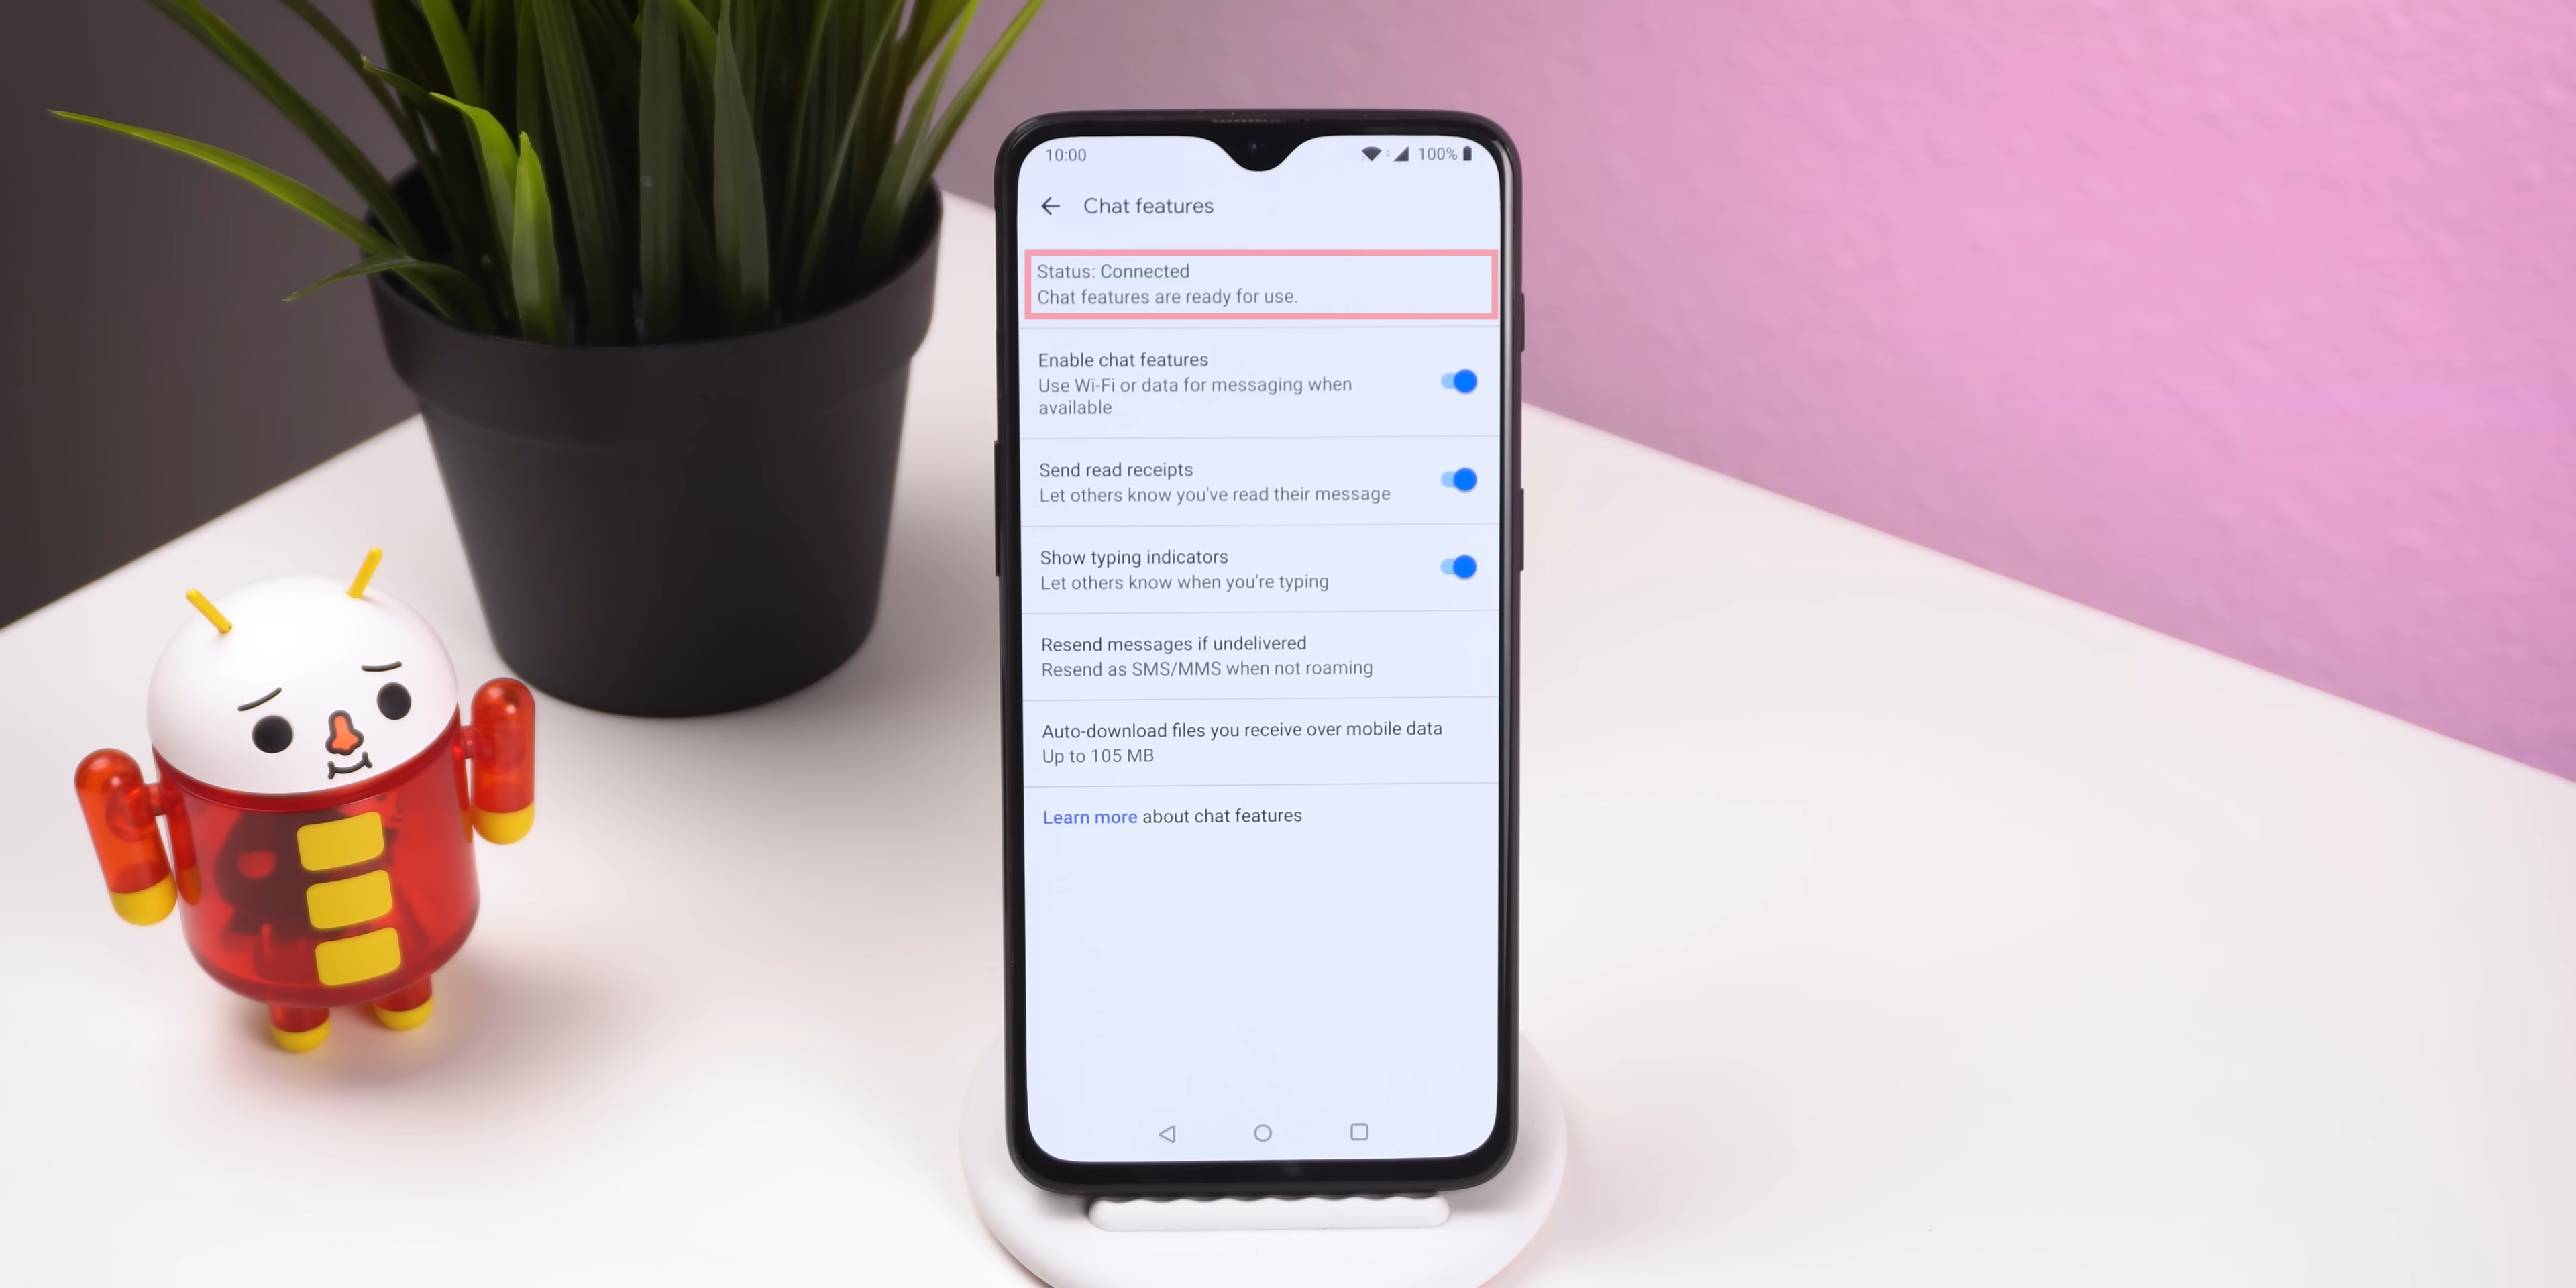 10:00
100%
Chat features
Status: Connected
Chat features are ready for use.
Enable chat features
Use Wi-Fi or data for messaging when
available
Send read receipts
Let others know you've read their message
Show typing indicators
Let others know when you're typing
Resend messages if undelivered
Resend as SMS/MMS when not roaming
Auto-download files you receive over mobile data
Up to 105 MB
Learn more about chat features